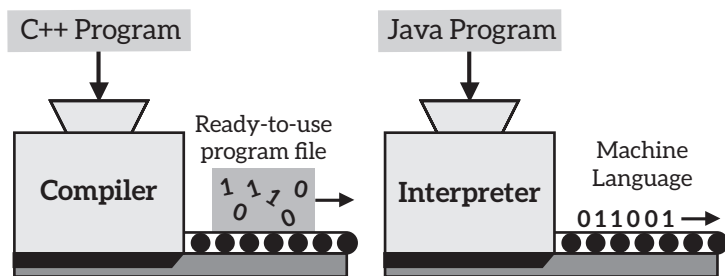 C++ Program
Ready-to-use
program file
Compiler
1 1 1 0
0 0
Java Program
Machine
Language
Interpreter
011001